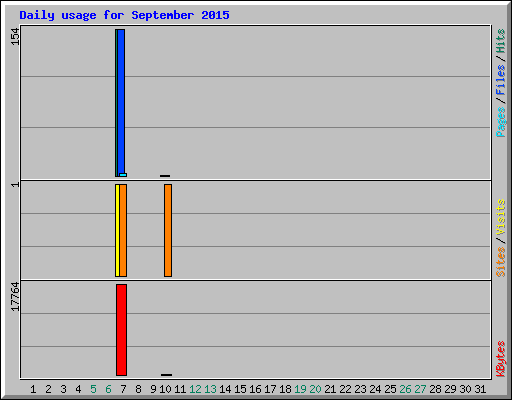 Daily usage for September 2015
154
1
17764
Pages / Files / Hits
Sites / Visits
KBytes
1 2 3 4 5 6 7 8 9 10 11 12 13 14 15 16 17 18 19 20 21 22 23 24 25 26 27 28 29 30 31